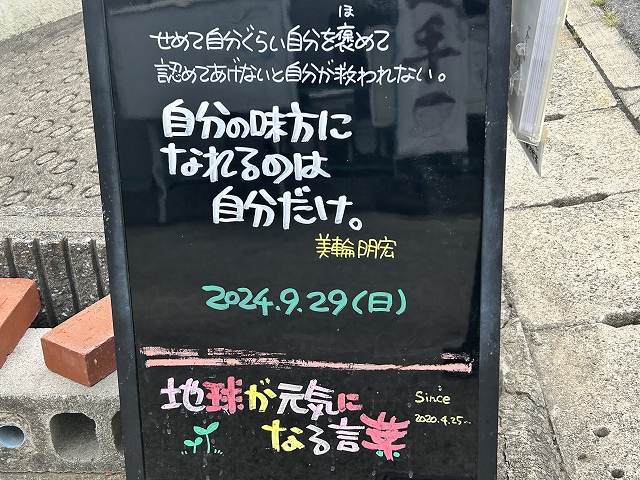 ほ
せめて自分ぐらい自分を褒めて
認めてあげないと自分が救われない。
自分の味方に
なれるのは
自分だけ。
美輪明宏
2024.9.29(日)
地球が元気に
なる言葉
Since
2020.4.25〜